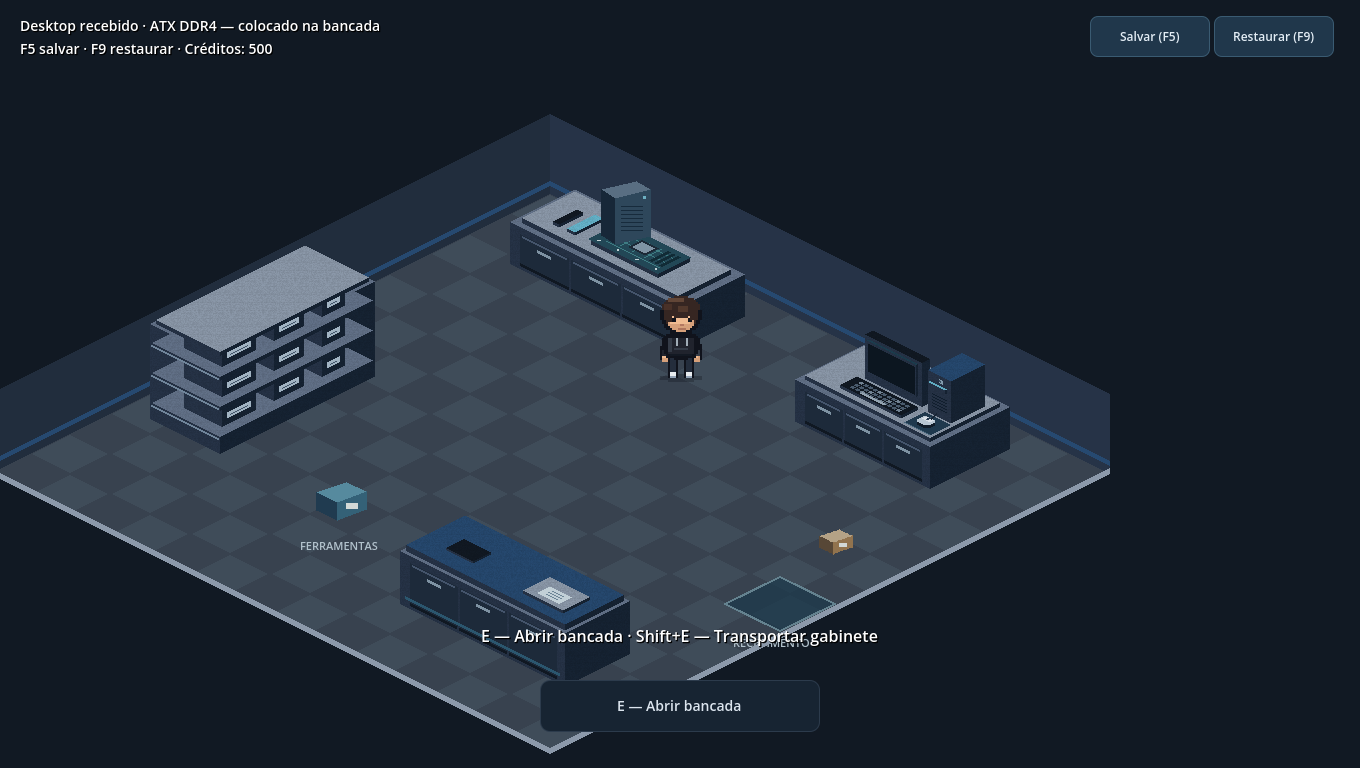 Desktop recebido · ATX DDR4 — colocado na bancada
F5 salvar · F9 restaurar · Créditos: 500
Salvar (F5)
Restaurar (F9)
FERRAMENTAS
E — Abrir bancada · Shift+E — Transportar gabinete
E — Abrir bancada